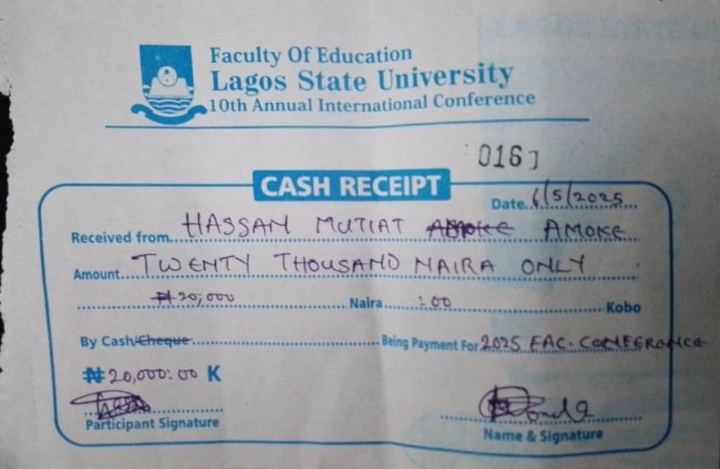 Faculty Of Education
Lagos State University
10th Annual International Conference
0167
CASH RECEIPT
Date 6/5/2025
Received from HASSAN MUTIAT AMOKE AMOKE
Amount TWENTY THOUSAND NAIRA ONLY
₦20,000 Naira :00 Kobo
By Cash/Cheque Being Payment For 2025 FAC. CONFERENCE
₦ 20,000:00 K
Participant Signature
Name & Signature